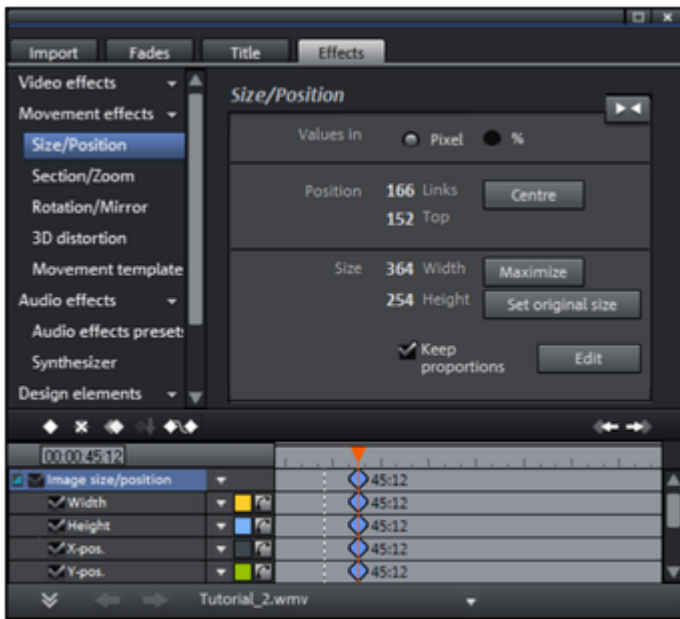 Import Fades Title Effects
Video effects
Movement effects
Size/Position
Section/Zoom
Rotation/Mirror
3D distortion
Movement template
Audio effects
Audio effects presets
Synthesizer
Design elements
Size/Position
Values in Pixel %
Position 166 Links Centre
152 Top
Size 364 Width Maximize
254 Height Set original size
Keep proportions Edit
00:00:45:12
Image size/position 45:12
Width 45:12
Height 45:12
X-pos. 45:12
Y-pos. 45:12
Tutorial_2.wmv